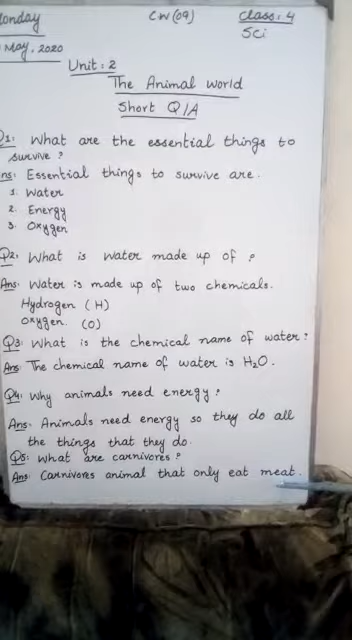 Monday
CW (09)
Class: 4
Sci
May, 2020
Unit: 2
The Animal world
Short Q/A
Q1: What are the essential things to
survive?
Ans: Essential things to survive are.
1. Water
2. Energy
3. Oxygen
Q2: What is water made up of?
Ans: Water is made up of two chemicals.
Hydrogen (H)
Oxygen. (O)
Q3: What is the chemical name of water?
Ans: The chemical name of water is H₂O.
Q4: Why animals need energy?
Ans: Animals need energy so they do all
the things that they do.
Q5: What are carnivores?
Ans: Carnivores animal that only eat meat.